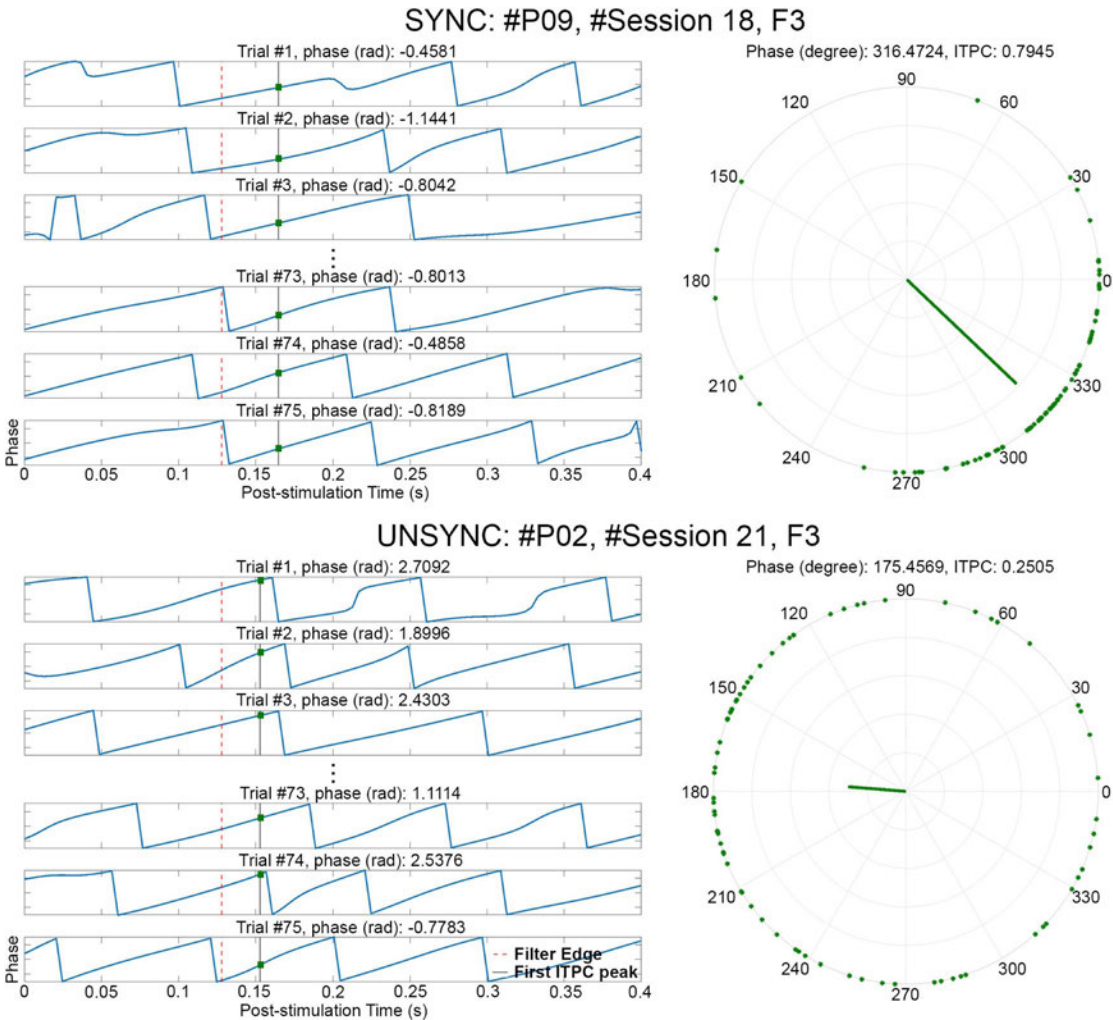 SYNC: #P09, #Session 18, F3
Trial #1, phase (rad): -0.4581
Trial #2, phase (rad): -1.1441
Trial #3, phase (rad): -0.8042
Trial #73, phase (rad): -0.8013
Trial #74, phase (rad): -0.4858
Trial #75, phase (rad): -0.8189
Phase
0 0.05 0.1 0.15 0.2 0.25 0.3 0.35 0.4
Post-stimulation Time (s)
Phase (degree): 316.4724, ITPC: 0.7945
90
120 60
150 30
180 0
210 330
240 300
270
UNSYNC: #P02, #Session 21, F3
Trial #1, phase (rad): 2.7092
Trial #2, phase (rad): 1.8996
Trial #3, phase (rad): 2.4303
Trial #73, phase (rad): 1.1114
Trial #74, phase (rad): 2.5376
Trial #75, phase (rad): -0.7783
Filter Edge
First ITPC peak
Phase
0 0.05 0.1 0.15 0.2 0.25 0.3 0.35 0.4
Post-stimulation Time (s)
Phase (degree): 175.4569, ITPC: 0.2505
90
120 60
150 30
180 0
210 330
240 300
270